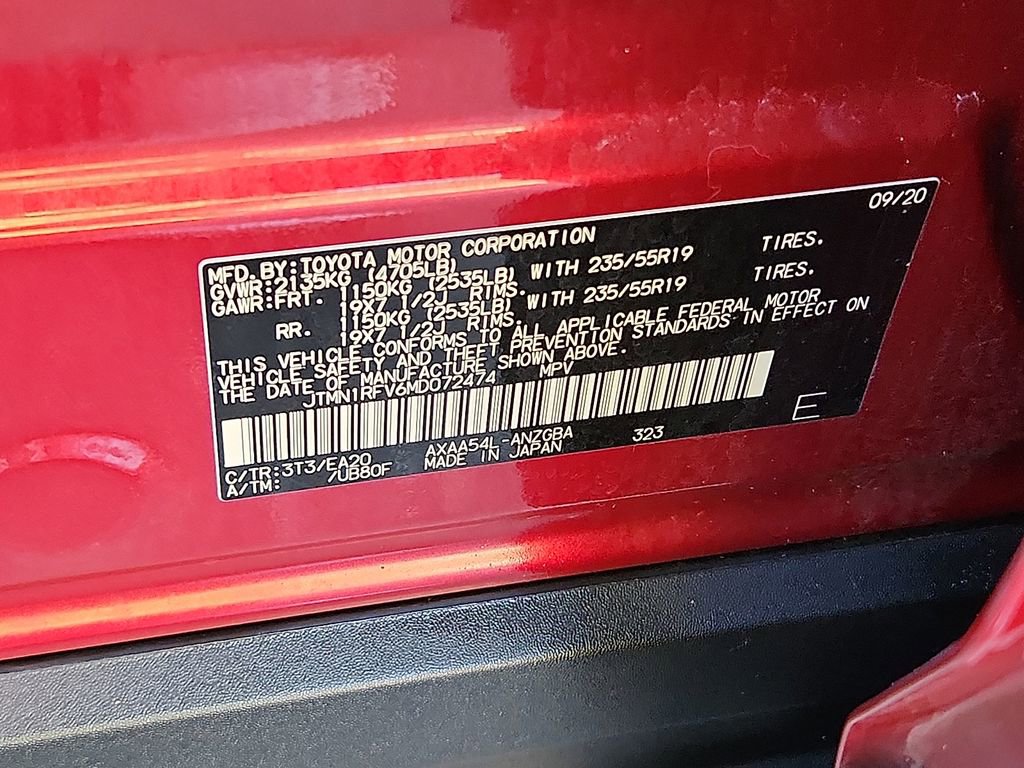 09/20
MFD. BY: TOYOTA MOTOR CORPORATION
GVWR: 2135KG (4705LB)
GAWR: FRT. 1150KG (2535LB) WITH 235/55R19 TIRES.
19X7 1/2J RIMS.
RR. 1150KG (2535LB) WITH 235/55R19 TIRES.
19X7 1/2J RIMS.
THIS VEHICLE CONFORMS TO ALL APPLICABLE FEDERAL MOTOR
VEHICLE SAFETY AND THEFT PREVENTION STANDARDS IN EFFECT ON
THE DATE OF MANUFACTURE SHOWN ABOVE.
JTMN1RFV6MD072474 MPV
E
C/TR: 3T3/EA20 AXAA54L-ANZGBA 323
A/TM: /UB80F MADE IN JAPAN